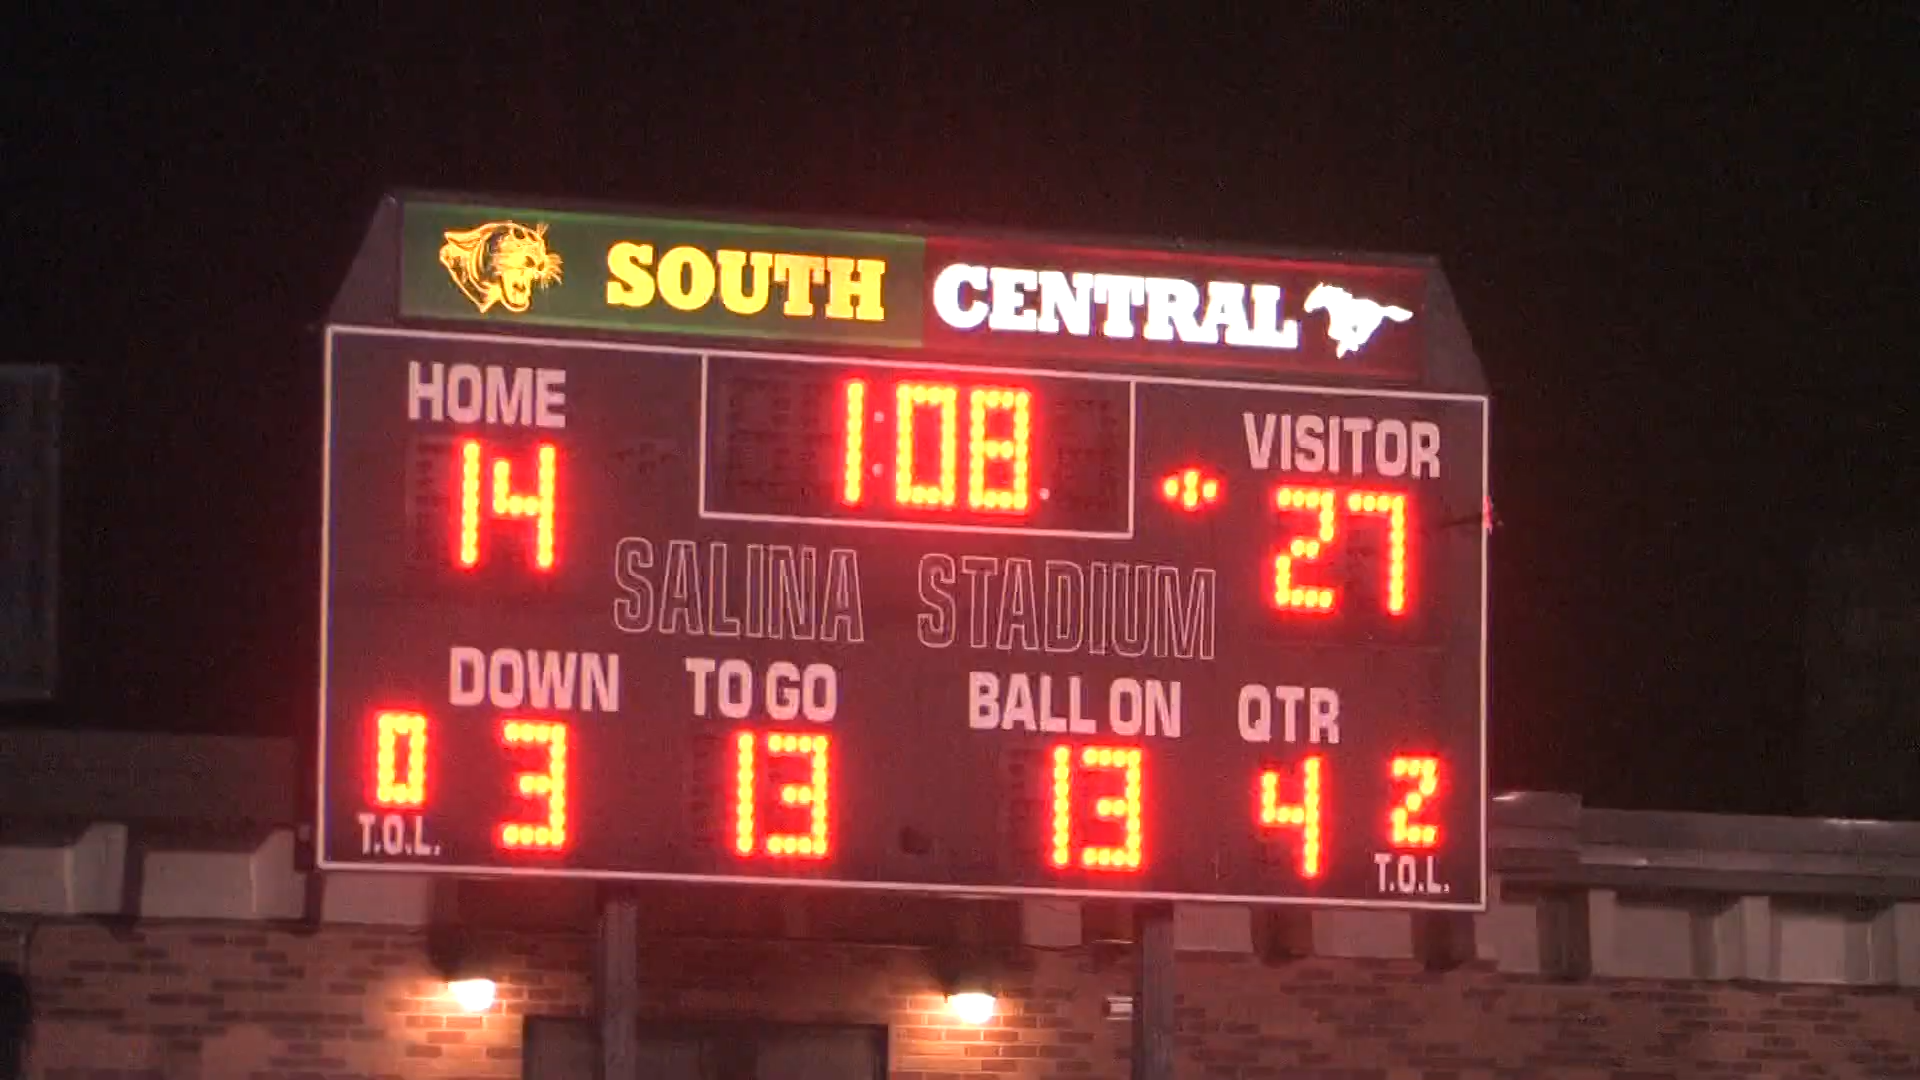 SOUTH CENTRAL
HOME 1:08 VISITOR
14 27
SALINA STADIUM
DOWN TO GO BALL ON QTR
0 3 13 13 4 2
T.O.L. T.O.L.